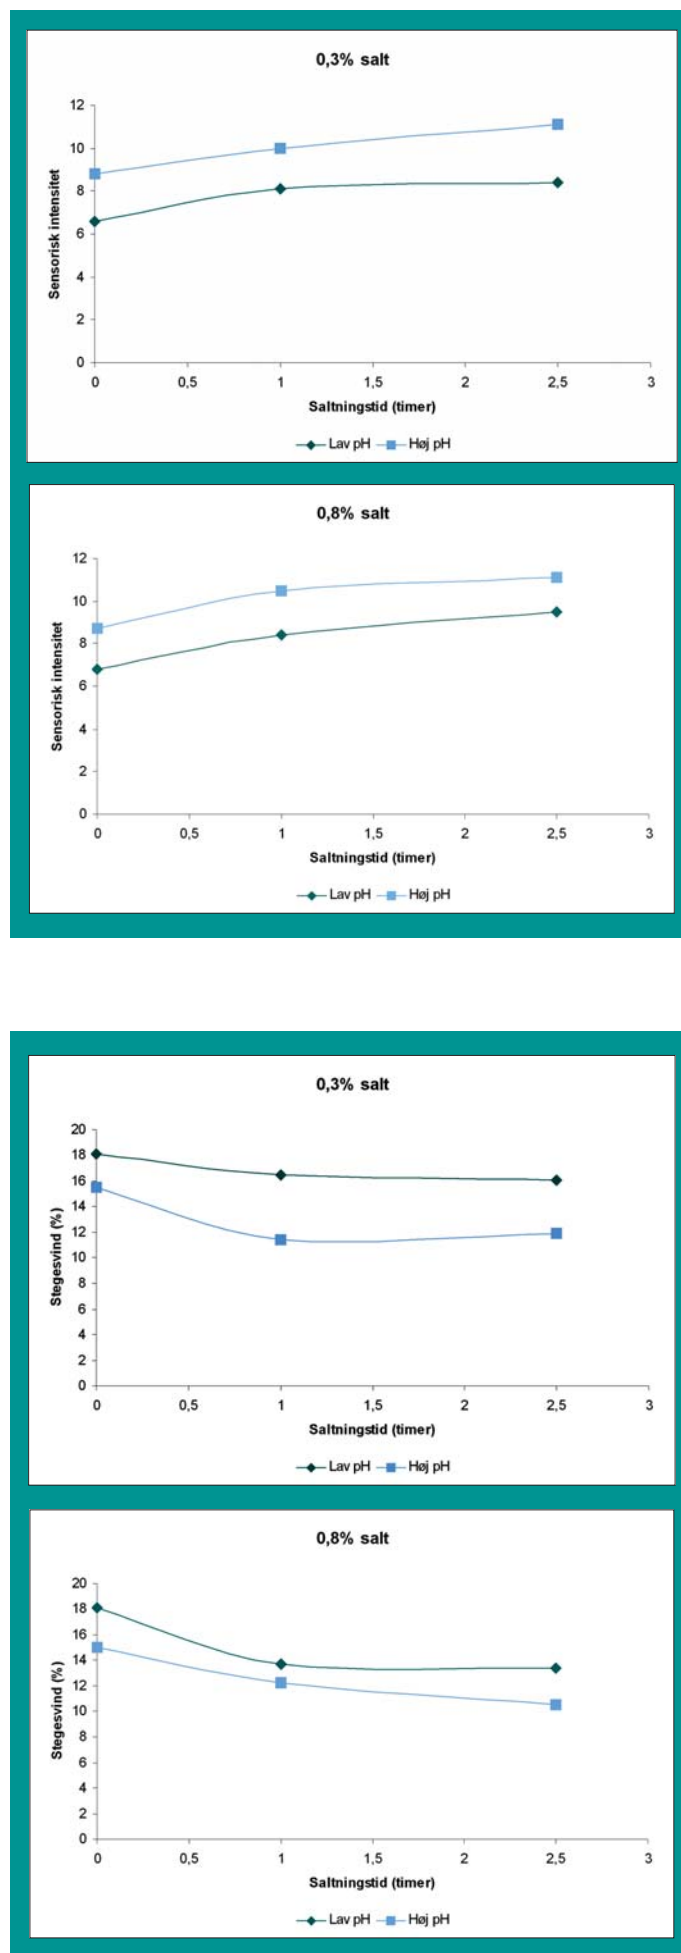 0,3% salt
12
10
8
6
4
2
0
Sensorisk intensitet
0 0,5 1 1,5 2 2,5 3
Saltningstid (timer)
Lav pH Høj pH
0,8% salt
12
10
8
6
4
2
0
Sensorisk intensitet
0 0,5 1 1,5 2 2,5 3
Saltningstid (timer)
Lav pH Høj pH
0,3% salt
20
18
16
14
12
10
8
6
4
2
0
Stegesvind (%)
0 0,5 1 1,5 2 2,5 3
Saltningstid (timer)
Lav pH Høj pH
0,8% salt
20
18
16
14
12
10
8
6
4
2
0
Stegesvind (%)
0 0,5 1 1,5 2 2,5 3
Saltningstid (timer)
Lav pH Høj pH